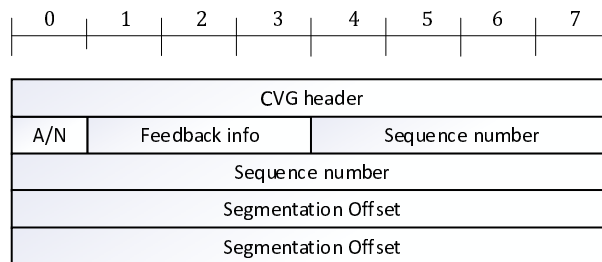 0 1 2 3 4 5 6 7
CVG header
A/N Feedback info Sequence number
Sequence number
Segmentation Offset
Segmentation Offset